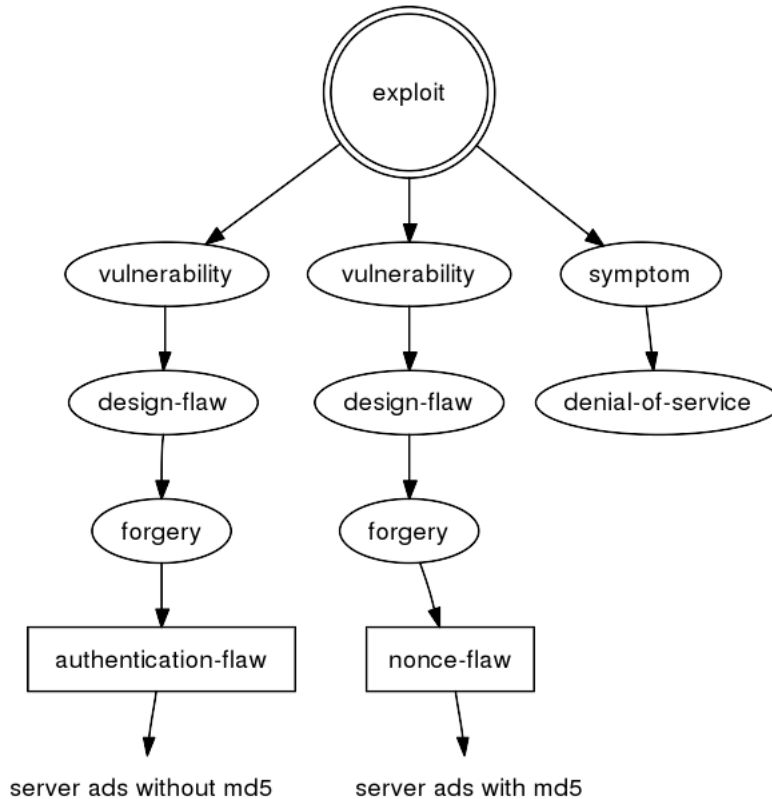 exploit
vulnerability
vulnerability
symptom
design-flaw
design-flaw
denial-of-service
forgery
forgery
authentication-flaw
nonce-flaw
server ads without md5
server ads with md5